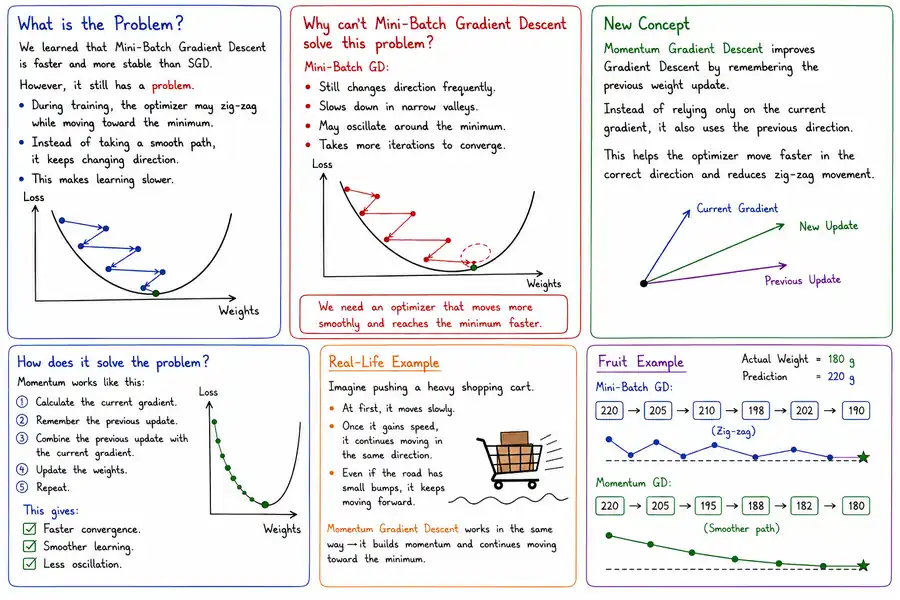 What is the Problem?
We learned that Mini-Batch Gradient Descent
is faster and more stable than SGD.
However, it still has a problem.
• During training, the optimizer may zig-zag
while moving toward the minimum.
• Instead of taking a smooth path,
it keeps changing direction.
• This makes learning slower.
Loss
Weights
Why can't Mini-Batch Gradient Descent
solve this problem?
Mini-Batch GD:
• Still changes direction frequently.
• Slows down in narrow valleys.
• May oscillate around the minimum.
• Takes more iterations to converge.
Loss
Weights
We need an optimizer that moves more
smoothly and reaches the minimum faster.
New Concept
Momentum Gradient Descent improves
Gradient Descent by remembering the
previous weight update.
Instead of relying only on the current
gradient, it also uses the previous direction.
This helps the optimizer move faster in the
correct direction and reduces zig-zag movement.
Current Gradient
New Update
Previous Update
How does it solve the problem?
Momentum works like this:
① Calculate the current gradient.
② Remember the previous update.
③ Combine the previous update with
the current gradient.
④ Update the weights.
⑤ Repeat.
This gives:
Faster convergence.
Smoother learning.
Less oscillation.
Loss
Weights
Real-Life Example
Imagine pushing a heavy shopping cart.
• At first, it moves slowly.
• Once it gains speed,
it continues moving in
the same direction.
• Even if the road has
small bumps, it keeps
moving forward.
Momentum Gradient Descent works in the same
way → it builds momentum and continues moving
toward the minimum.
Fruit Example
Actual Weight = 180 g
Prediction = 220 g
Mini-Batch GD:
220 → 205 → 210 → 198 → 202 → 190
(Zig-zag)
Momentum GD:
220 → 205 → 195 → 188 → 182 → 180
(Smoother path)